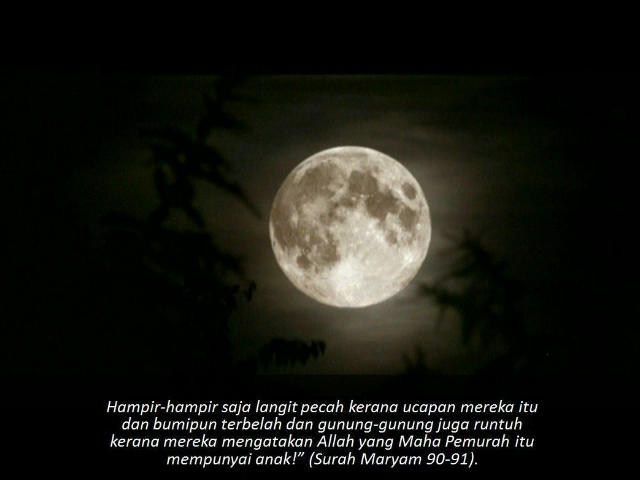 Hampir-hampir saja langit pecah kerana ucapan mereka itu
dan bumipun terbelah dan gunung-gunung juga runtuh
kerana mereka mengatakan Allah yang Maha Pemurah itu
mempunyai anak!” (Surah Maryam 90-91).